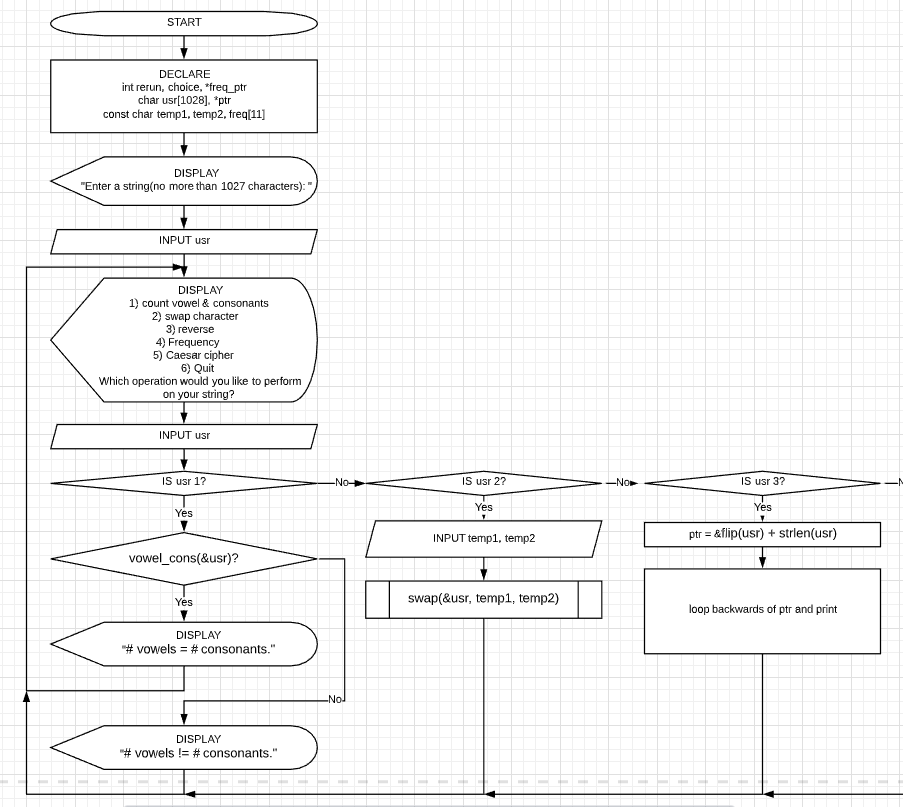 START
DECLARE
int rerun, choice, *freq_ptr
char usr[1028], *ptr
const char temp1, temp2, freq[11]
DISPLAY
"Enter a string(no more than 1027 characters): "
INPUT usr
DISPLAY
1) count vowel & consonants
2) swap character
3) reverse
4) Frequency
5) Caesar cipher
6) Quit
Which operation would you like to perform
on your string?
INPUT usr
IS usr 1?
No
IS usr 2?
No
IS usr 3?
Yes
vowel_cons(&usr)?
Yes
DISPLAY
"# vowels = # consonants."
No
DISPLAY
"# vowels != # consonants."
Yes
INPUT temp1, temp2
swap(&usr, temp1, temp2)
Yes
ptr = &flip(usr) + strlen(usr)
loop backwards of ptr and print